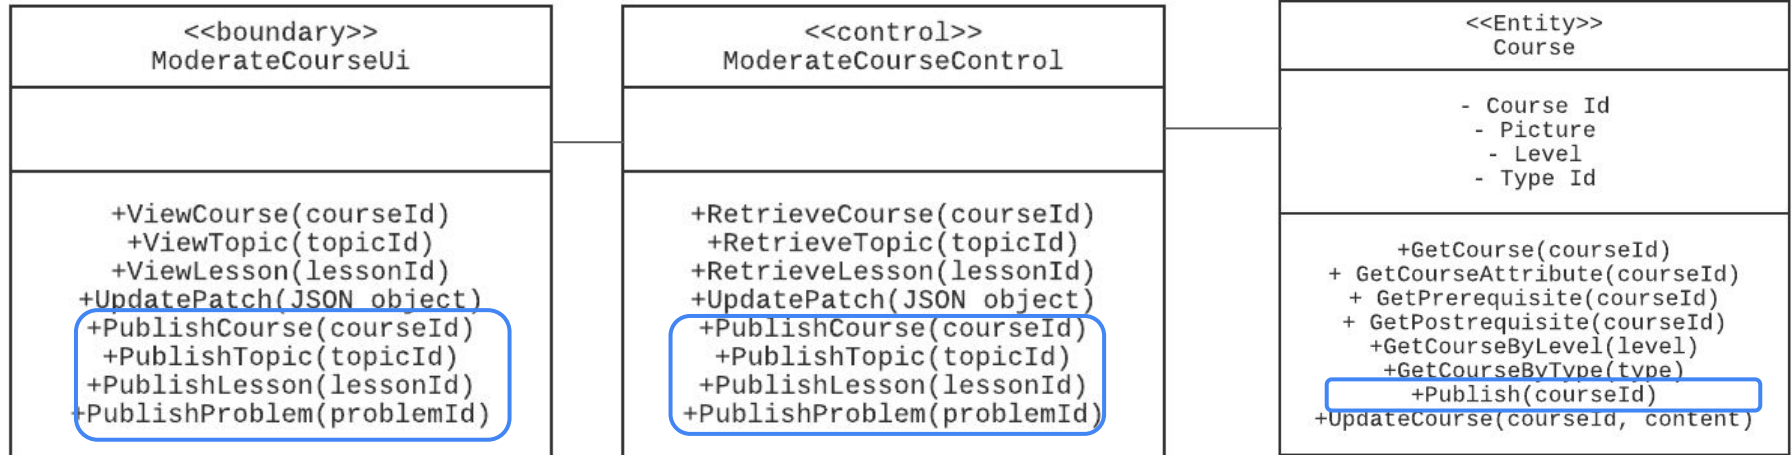 <<boundary>>
ModerateCourseUi
+ViewCourse(courseId)
+ViewTopic(topicId)
+ViewLesson(lessonId)
+UpdatePatch(JSON object)
+PublishCourse(courseId)
+PublishTopic(topicId)
+PublishLesson(lessonId)
+PublishProblem(problemId)
<<control>>
ModerateCourseControl
+RetrieveCourse(courseId)
+RetrieveTopic(topicId)
+RetrieveLesson(lessonId)
+UpdatePatch(JSON object)
+PublishCourse(courseId)
+PublishTopic(topicId)
+PublishLesson(lessonId)
+PublishProblem(problemId)
<<Entity>>
Course
- Course Id
- Picture
- Level
- Type Id
+GetCourse(courseId)
+ GetCourseAttribute(courseId)
+ GetPrerequisite(courseId)
+ GetPostrequisite(courseId)
+GetCourseByLevel(level)
+GetCourseByType(type)
+Publish(courseId)
+UpdateCourse(courseId, content)